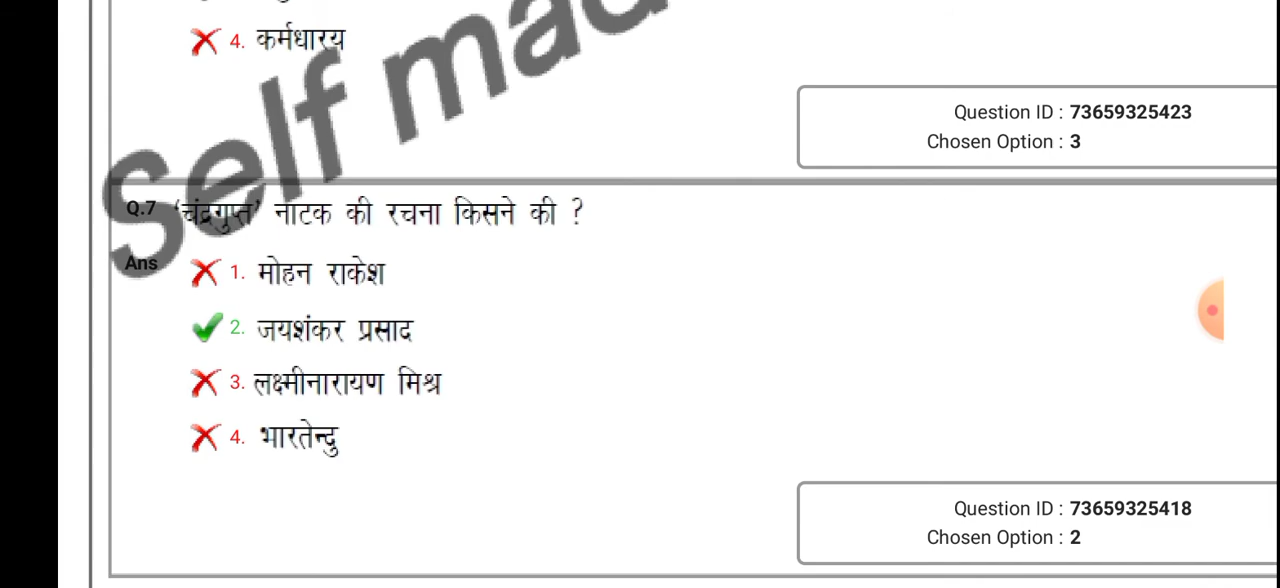 4. कर्मधारय
Self mad
Question ID : 73659325423
Chosen Option : 3
Q.7 'चंद्रगुप्त' नाटक की रचना किसने की ?
Ans
1. मोहन राकेश
2. जयशंकर प्रसाद
3. लक्ष्मीनारायण मिश्र
4. भारतेन्दु
Question ID : 73659325418
Chosen Option : 2